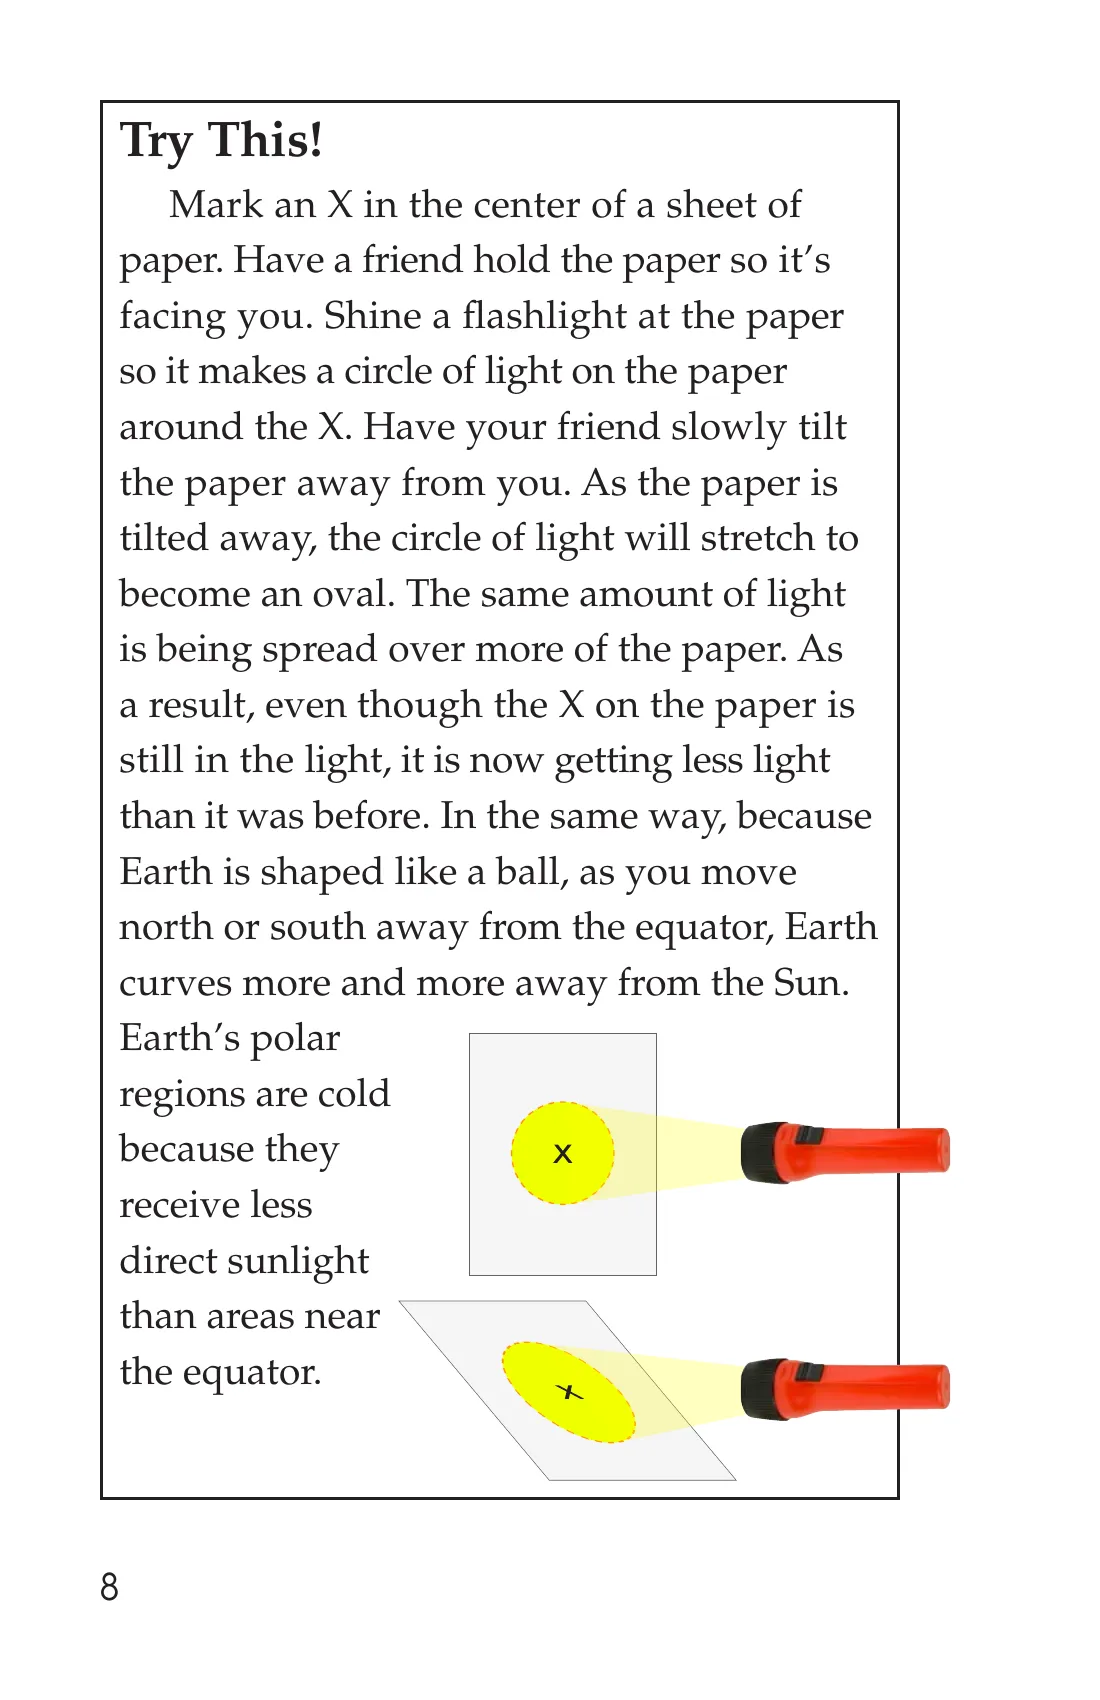 Try This!
Mark an X in the center of a sheet of
paper. Have a friend hold the paper so it’s
facing you. Shine a flashlight at the paper
so it makes a circle of light on the paper
around the X. Have your friend slowly tilt
the paper away from you. As the paper is
tilted away, the circle of light will stretch to
become an oval. The same amount of light
is being spread over more of the paper. As
a result, even though the X on the paper is
still in the light, it is now getting less light
than it was before. In the same way, because
Earth is shaped like a ball, as you move
north or south away from the equator, Earth
curves more and more away from the Sun.
Earth’s polar
regions are cold
because they
receive less
direct sunlight
than areas near
the equator.
x
x
8